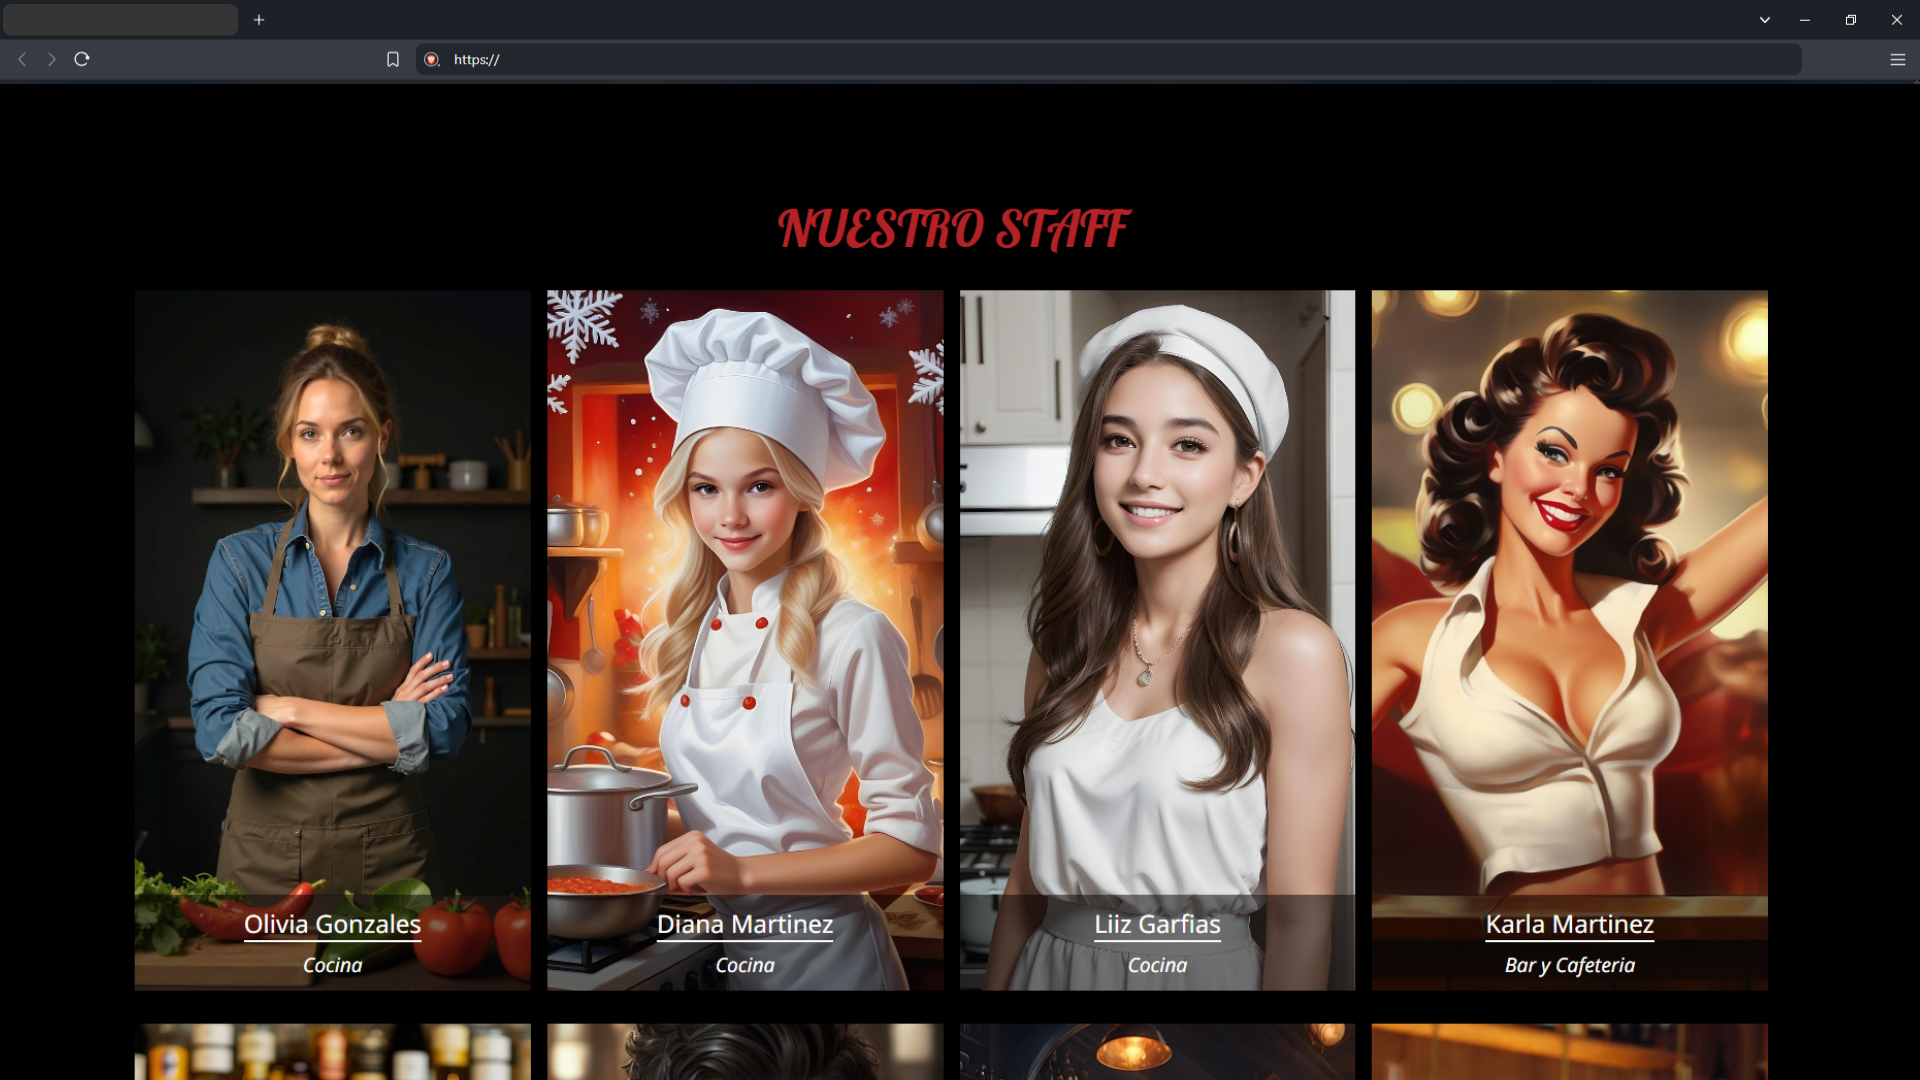 https://
NUESTRO STAFF
Olivia Gonzales
Cocina
Diana Martinez
Cocina
Liiz Garfias
Cocina
Karla Martinez
Bar y Cafeteria